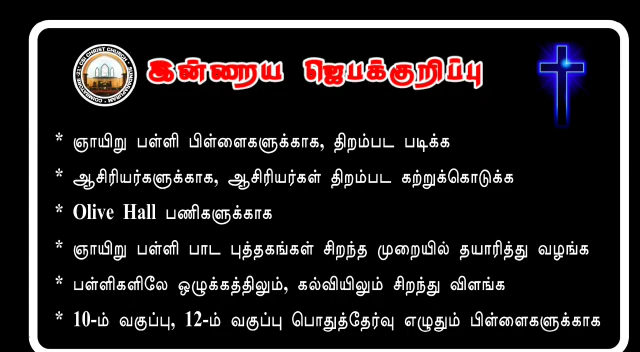 இன்றைய ஜெபக்குறிப்பு
* ஞாயிறு பள்ளி பிள்ளைகளுக்காக, திறம்பட படிக்க
* ஆசிரியர்களுக்காக, ஆசிரியர்கள் திறம்பட கற்றுக்கொடுக்க
* Olive Hall பணிகளுக்காக
* ஞாயிறு பள்ளி பாட புத்தகங்கள் சிறந்த முறையில் தயாரித்து வழங்க
* பள்ளிகளிலே ஒழுக்கத்திலும், கல்வியிலும் சிறந்து விளங்க
* 10-ம் வகுப்பு, 12-ம் வகுப்பு பொதுத்தேர்வு எழுதும் பிள்ளைகளுக்காக